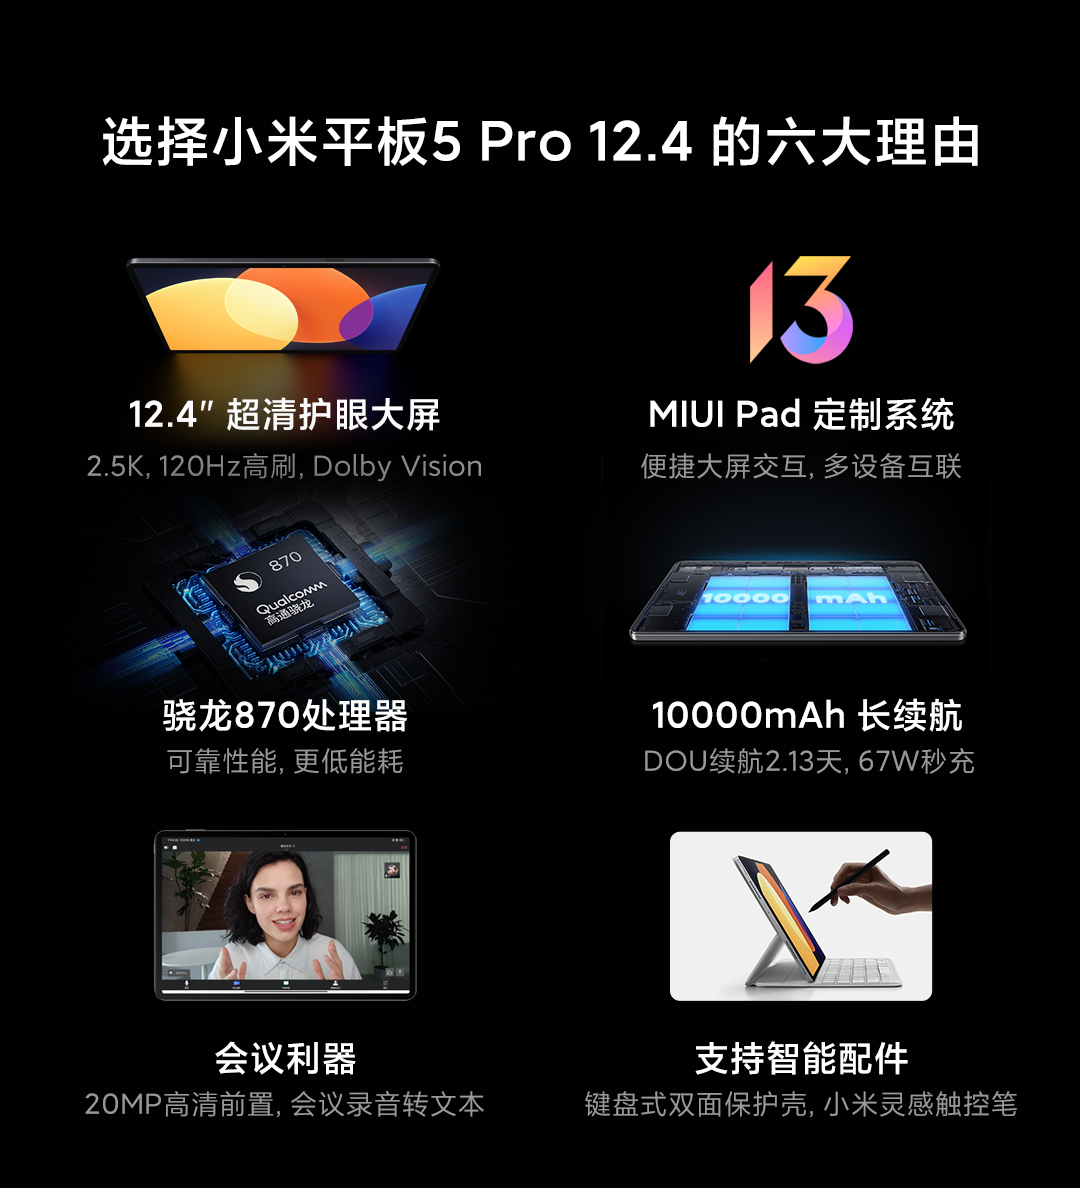 选择小米平板5 Pro 12.4 的六大理由
13
12.4″ 超清护眼大屏
2.5K, 120Hz高刷, Dolby Vision
MIUI Pad 定制系统
便捷大屏交互, 多设备互联
870
Qualcomm
高通骁龙
骁龙870处理器
可靠性能, 更低能耗
10000 mAh
10000mAh 长续航
DOU续航2.13天, 67W秒充
会议利器
20MP高清前置, 会议录音转文本
支持智能配件
键盘式双面保护壳, 小米灵感触控笔